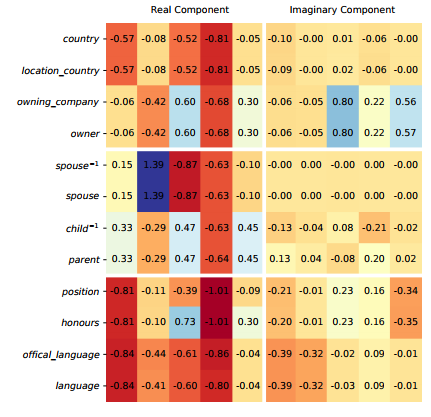 Real Component Imaginary Component
country -0.57 -0.08 -0.52 -0.81 -0.05 -0.10 -0.00 0.01 -0.06 -0.00
location_country -0.57 -0.08 -0.52 -0.81 -0.05 -0.09 -0.00 0.02 -0.06 -0.00
owning_company -0.06 -0.42 0.60 -0.68 0.30 -0.06 -0.05 0.80 0.22 0.56
owner -0.06 -0.42 0.60 -0.68 0.30 -0.06 -0.05 0.80 0.22 0.57
spouse⁻¹ 0.15 1.39 -0.87 -0.63 -0.10 -0.00 0.00 -0.00 -0.00 -0.00
spouse 0.15 1.39 -0.87 -0.63 -0.10 -0.00 0.00 -0.00 -0.00 -0.00
child⁻¹ 0.33 -0.29 0.47 -0.63 0.45 -0.13 -0.04 0.08 -0.21 -0.02
parent 0.33 -0.29 0.47 -0.64 0.45 0.13 0.04 -0.08 0.20 0.02
position -0.81 -0.11 -0.39 -1.01 -0.09 -0.21 -0.01 0.23 0.16 -0.34
honours -0.81 -0.10 0.73 -1.01 0.30 -0.20 -0.01 0.23 0.16 -0.35
offical_language -0.84 -0.44 -0.61 -0.86 -0.04 -0.39 -0.32 -0.02 0.09 -0.01
language -0.84 -0.41 -0.60 -0.80 -0.04 -0.39 -0.32 -0.03 0.09 -0.01